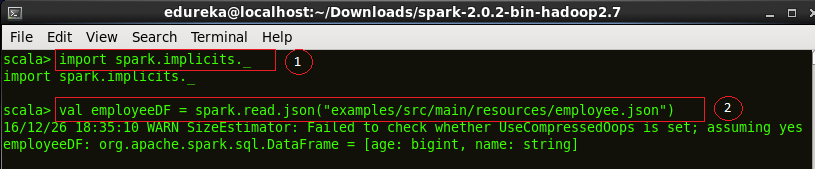 edureka@localhost:~/Downloads/spark-2.0.2-bin-hadoop2.7
File Edit View Search Terminal Help
scala> import spark.implicits._
1
import spark.implicits._
scala> val employeeDF = spark.read.json("examples/src/main/resources/employee.json")
2
16/12/26 18:35:10 WARN SizeEstimator: Failed to check whether UseCompressedOops is set; assuming yes
employeeDF: org.apache.spark.sql.DataFrame = [age: bigint, name: string]